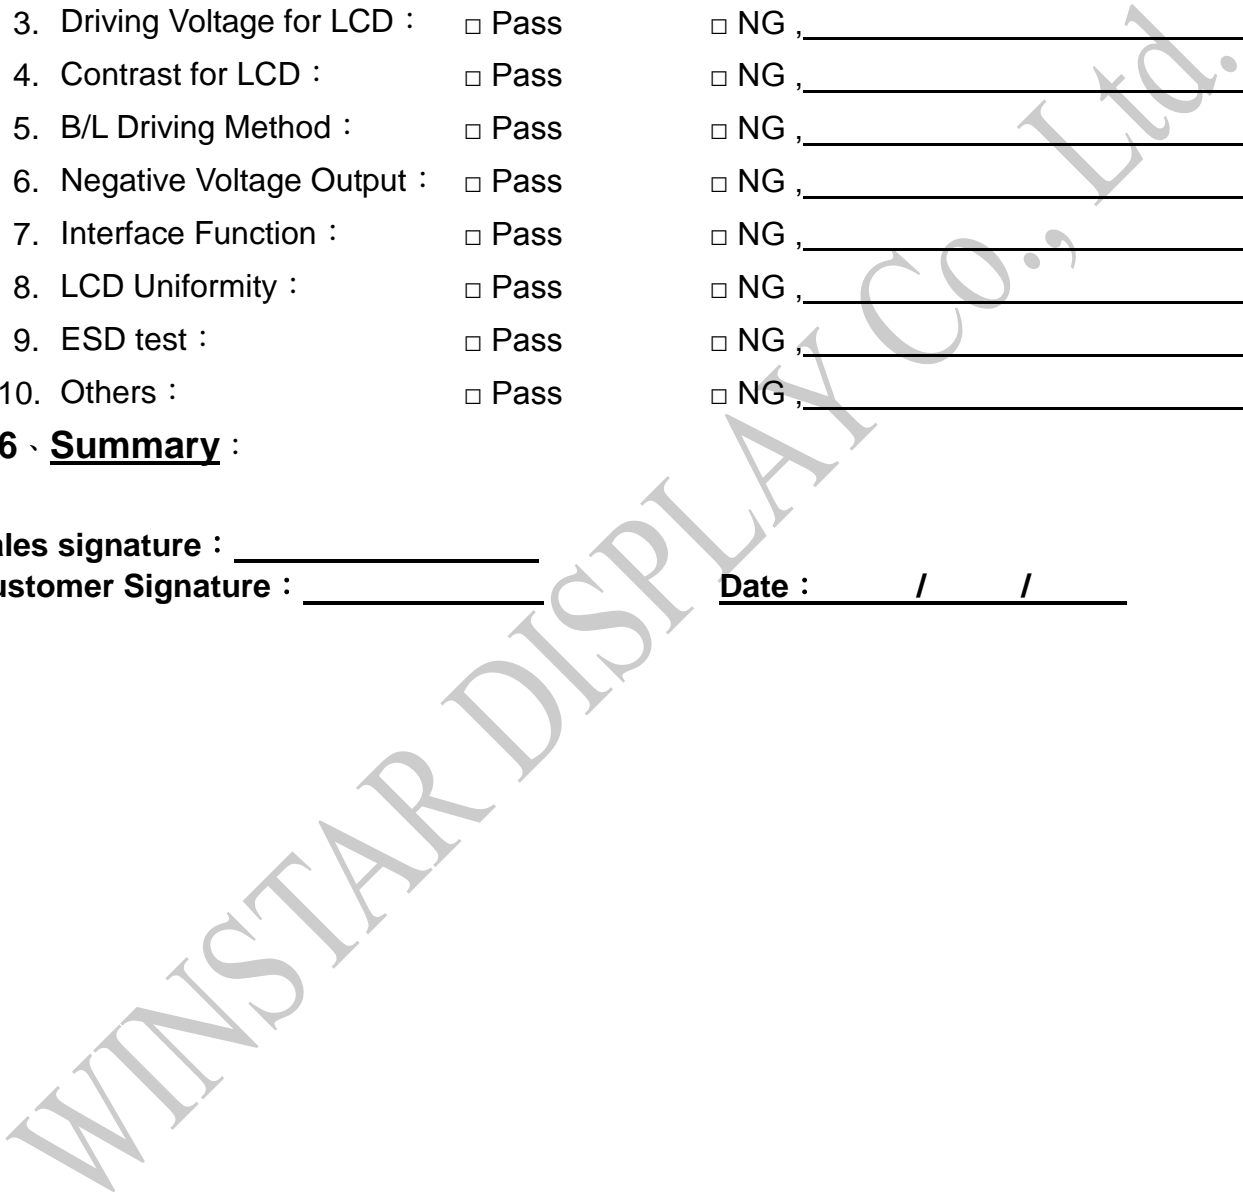 3. Driving Voltage for LCD： □ Pass □ NG ,
4. Contrast for LCD： □ Pass □ NG ,
5. B/L Driving Method： □ Pass □ NG ,
6. Negative Voltage Output： □ Pass □ NG ,
7. Interface Function： □ Pass □ NG ,
8. LCD Uniformity： □ Pass □ NG ,
9. ESD test： □ Pass □ NG ,
10. Others： □ Pass □ NG ,
6、Summary：
ales signature：
ustomer Signature： Date： / /
WINSTAR DISPLAY Co., Ltd.